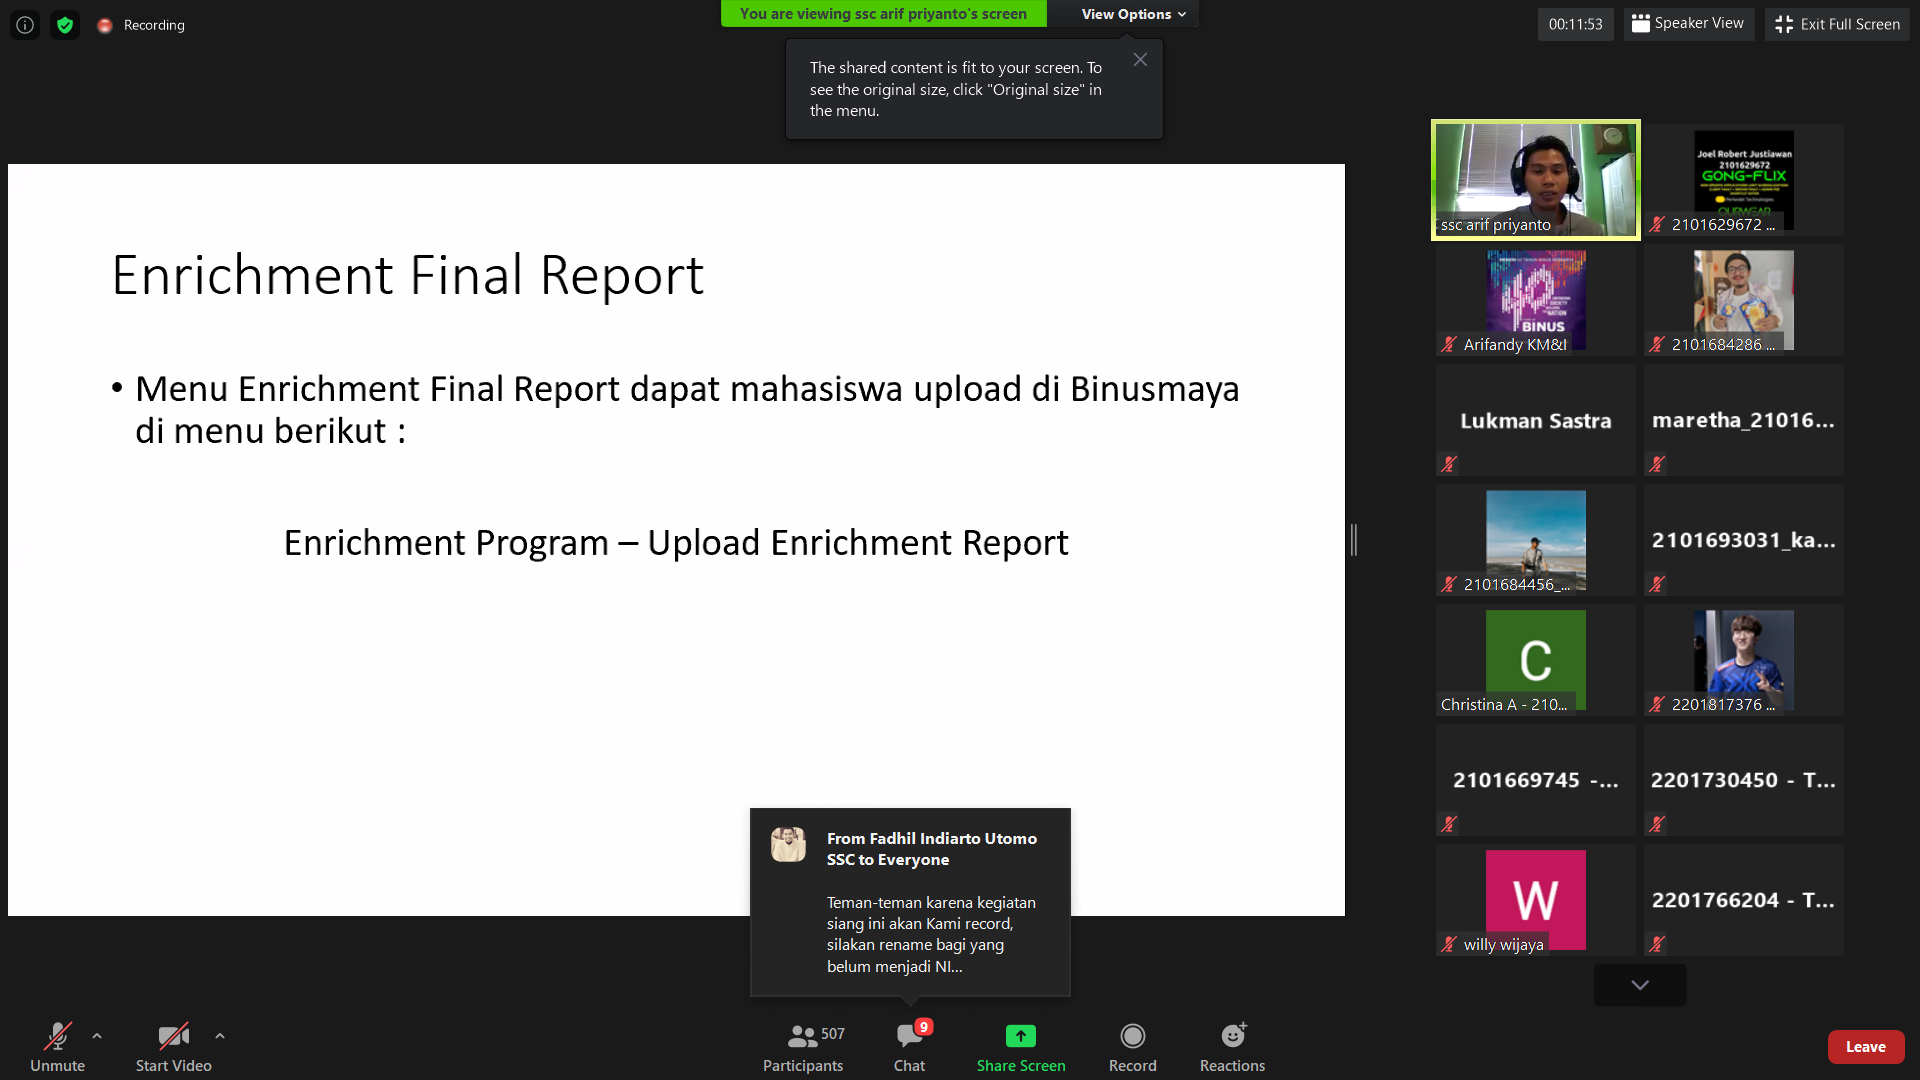 Recording
You are viewing ssc arif priyanto's screen
View Options
00:11:53
Speaker View
Exit Full Screen
The shared content is fit to your screen. To
see the original size, click "Original size" in
the menu.
Enrichment Final Report
• Menu Enrichment Final Report dapat mahasiswa upload di Binusmaya
di menu berikut :
Enrichment Program – Upload Enrichment Report
ssc arif priyanto
Joel Robert Justiawan
2101629672
GONG-FLIX
2101629672 ...
BINUS
Arifandy KM&I
2101684286 ...
Lukman Sastra
maretha_21016...
2101684456_...
2101693031_ka...
C
Christina A - 210...
2201817376 ...
2101669745 -...
2201730450 - T...
W
willy wijaya
2201766204 - T...
From Fadhil Indiarto Utomo
SSC to Everyone
Teman-teman karena kegiatan
siang ini akan Kami record,
silakan rename bagi yang
belum menjadi NI...
Unmute
Start Video
507
Participants
9
Chat
Share Screen
Record
Reactions
Leave